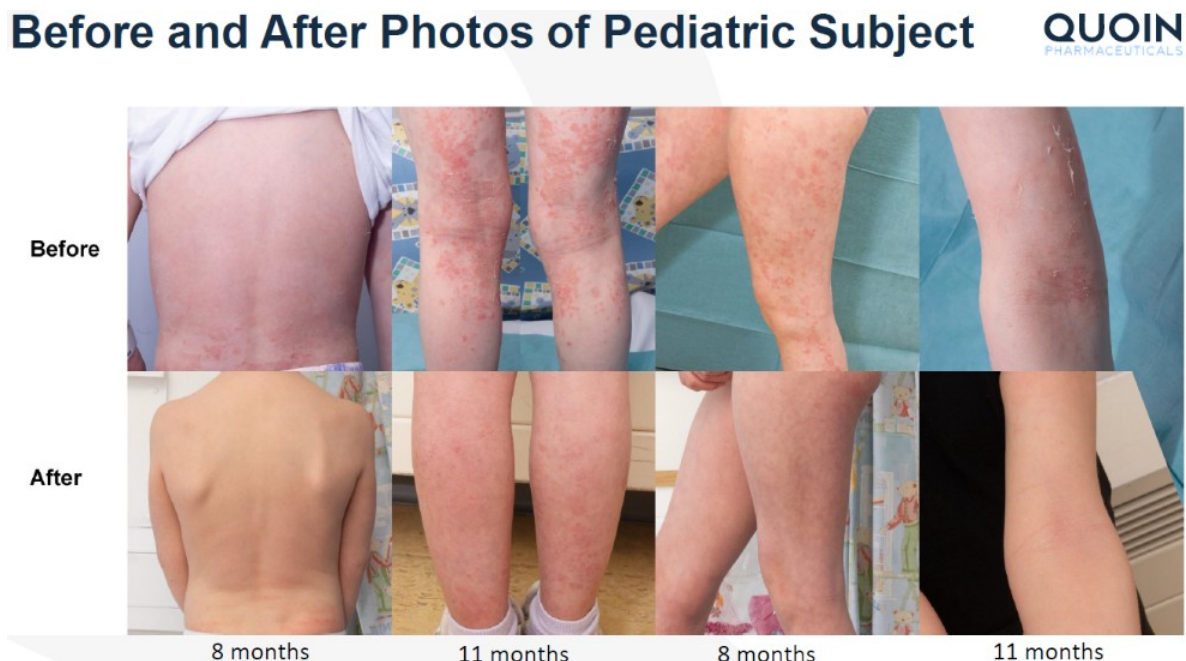 Before and After Photos of Pediatric Subject
QUOIN
PHARMACEUTICALS
Before
After
8 months
11 months
8 months
11 months